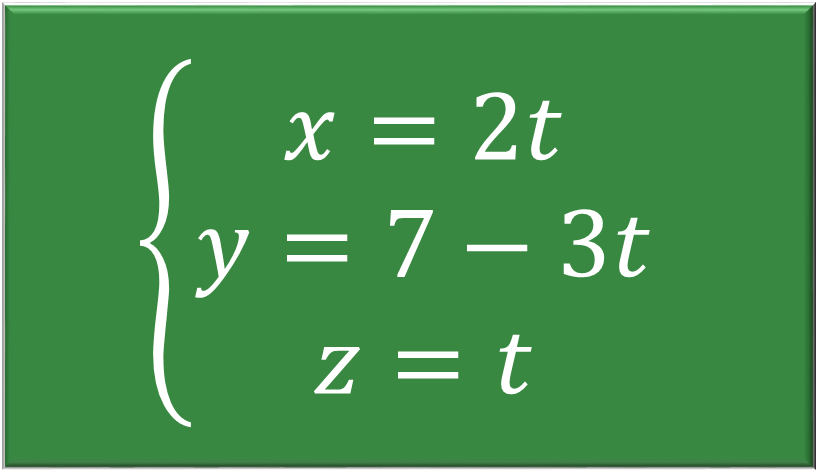 x = 2t
y = 7 − 3t
z = t